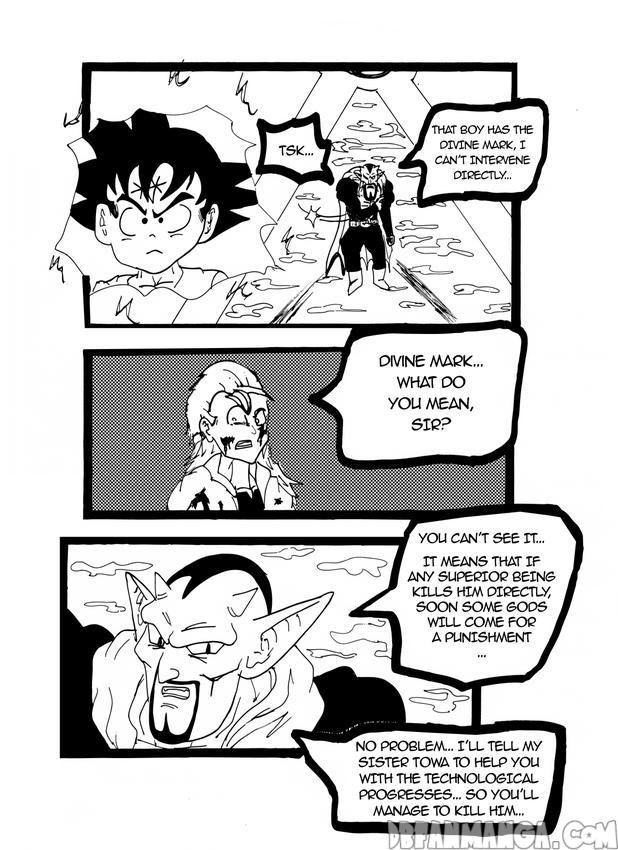 TSK...
THAT BOY HAS THE
DIVINE MARK, I
CAN'T INTERVENE
DIRECTLY...
DIVINE MARK...
WHAT DO
YOU MEAN,
SIR?
YOU CAN'T SEE IT...
IT MEANS THAT IF
ANY SUPERIOR BEING
KILLS HIM DIRECTLY,
SOON SOME GODS
WILL COME FOR
A PUNISHMENT
...
NO PROBLEM... I'LL TELL MY
SISTER TOWA TO HELP YOU
WITH THE TECHNOLOGICAL
PROGRESSES... SO YOU'LL
MANAGE TO KILL HIM...
DBFANMANGA.COM